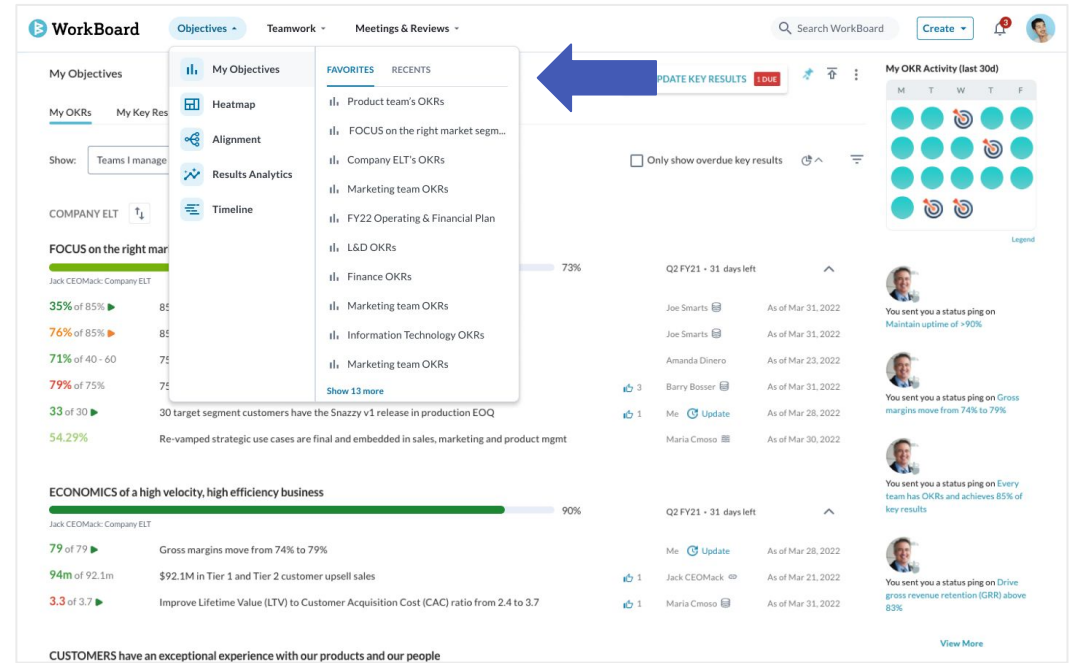 WorkBoard
Objectives
Teamwork
Meetings & Reviews
Search WorkBoard
Create
3
My Objectives
My OKRs
My Key Res
Show:
Teams I manage
My Objectives
Heatmap
Alignment
Results Analytics
Timeline
FAVORITES
RECENTS
Product team's OKRs
FOCUS on the right market segm...
Company ELT's OKRs
Marketing team OKRs
FY22 Operating & Financial Plan
L&D OKRs
Finance OKRs
Marketing team OKRs
Information Technology OKRs
Marketing team OKRs
Show 13 more
PDATE KEY RESULTS 1 DUE
Only show overdue key results
COMPANY ELT
FOCUS on the right mar
73%
Q2 FY21 • 31 days left
Jack CEOMack: Company ELT
35% of 85% 85 Joe Smarts As of Mar 31, 2022
76% of 85% 85 Joe Smarts As of Mar 31, 2022
71% of 40 - 60 75 Amanda Dinero As of Mar 23, 2022
79% of 75% 75 3 Barry Bosser As of Mar 31, 2022
33 of 30 30 target segment customers have the Snazzy v1 release in production EOQ 1 Me Update As of Mar 28, 2022
54.29% Re-vamped strategic use cases are final and embedded in sales, marketing and product mgmt Maria Cmoso As of Mar 30, 2022
ECONOMICS of a high velocity, high efficiency business
90%
Q2 FY21 • 31 days left
Jack CEOMack: Company ELT
79 of 79 Gross margins move from 74% to 79% Me Update As of Mar 28, 2022
94m of 92.1m $92.1M in Tier 1 and Tier 2 customer upsell sales 1 Jack CEOMack As of Mar 21, 2022
3.3 of 3.7 Improve Lifetime Value (LTV) to Customer Acquisition Cost (CAC) ratio from 2.4 to 3.7 1 Maria Cmoso As of Mar 31, 2022
CUSTOMERS have an exceptional experience with our products and our people
My OKR Activity (last 30d)
M T W T F
Legend
You sent you a status ping on
Maintain uptime of >90%
You sent you a status ping on Gross
margins move from 74% to 79%
You sent you a status ping on Every
team has OKRs and achieves 85% of
key results
You sent you a status ping on Drive
gross revenue retention (GRR) above
83%
View More